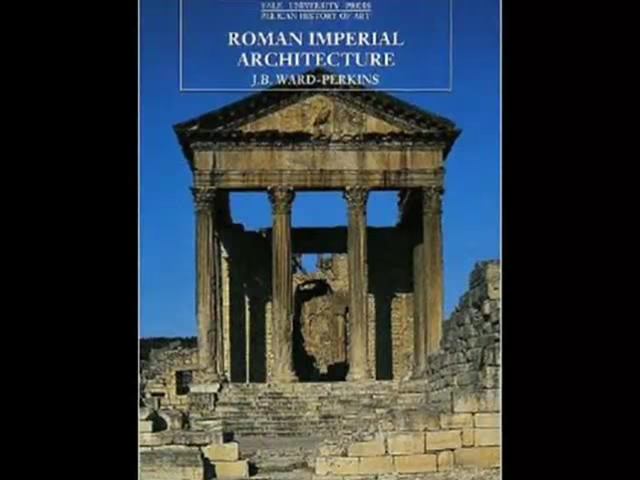 YALE UNIVERSITY PRESS
PELICAN HISTORY OF ART
ROMAN IMPERIAL
ARCHITECTURE
J.B. WARD-PERKINS